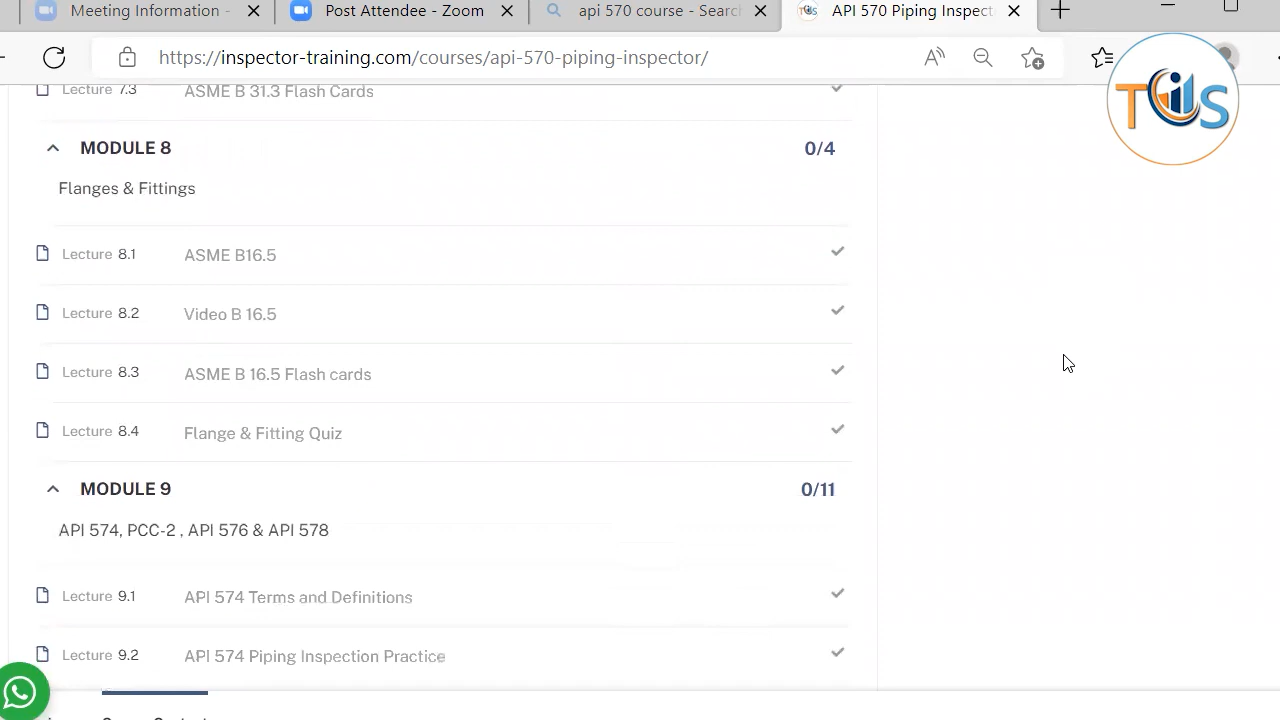 Meeting Information -
Post Attendee - Zoom
api 570 course - Search
API 570 Piping Inspect
https://inspector-training.com/courses/api-570-piping-inspector/
TIS
Lecture 7.3 ASME B 31.3 Flash Cards
MODULE 8 0/4
Flanges & Fittings
Lecture 8.1 ASME B16.5
Lecture 8.2 Video B 16.5
Lecture 8.3 ASME B 16.5 Flash cards
Lecture 8.4 Flange & Fitting Quiz
MODULE 9 0/11
API 574, PCC-2 , API 576 & API 578
Lecture 9.1 API 574 Terms and Definitions
Lecture 9.2 API 574 Piping Inspection Practice